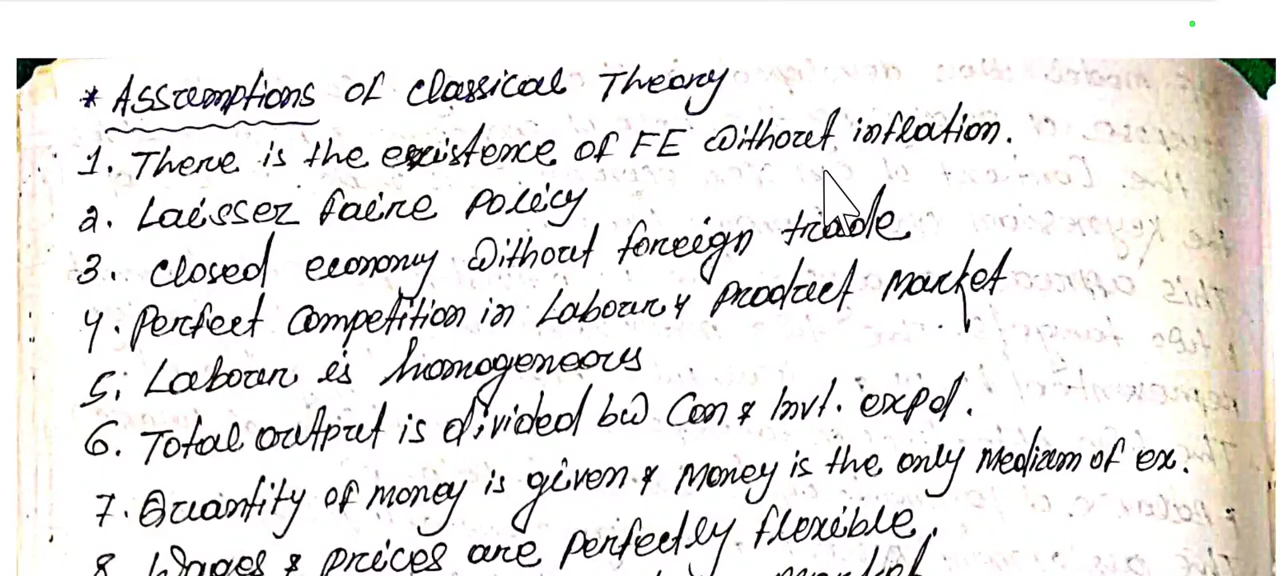 * Assumptions of Classical Theory
1. There is the existence of FE without inflation.
2. Laissez faire policy
3. Closed economy without foreign trade
4. Perfect Competition in Labour & Product Market
5. Labour is homogeneous
6. Total output is divided bw Con & Invt. expd.
7. Quantity of money is given & Money is the only Medium of ex.
8. Wages & prices are perfectly flexible.
market